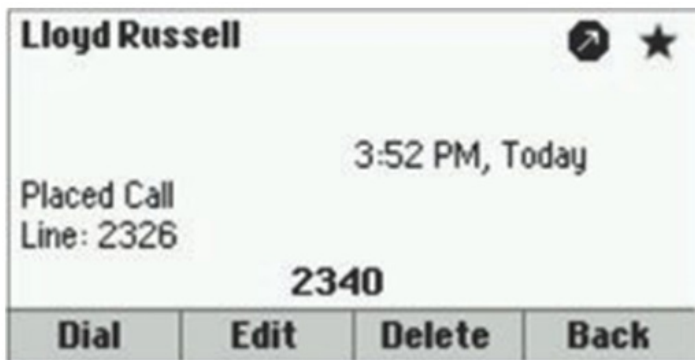 Lloyd Russell
3:52 PM, Today
Placed Call
Line: 2326
2340
Dial Edit Delete Back